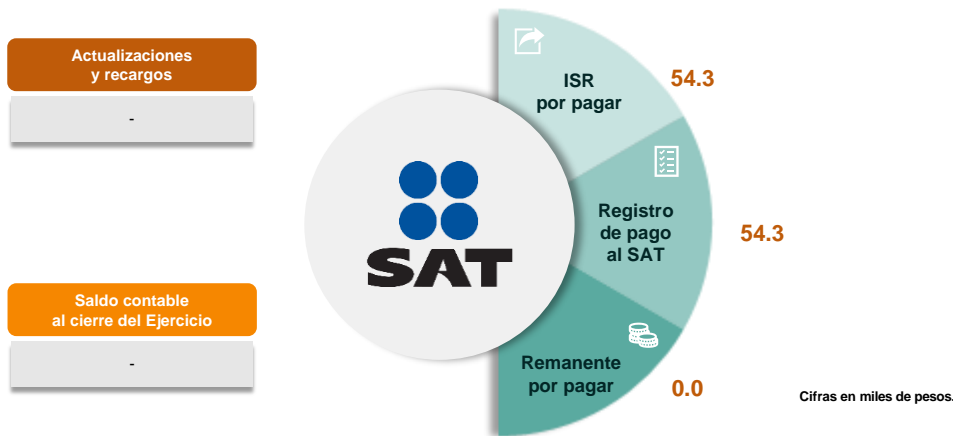 Actualizaciones
y recargos
-
Saldo contable
al cierre del Ejercicio
-
SAT
ISR
por pagar
54.3
Registro
de pago
al SAT
54.3
Remanente
por pagar
0.0
Cifras en miles de pesos.